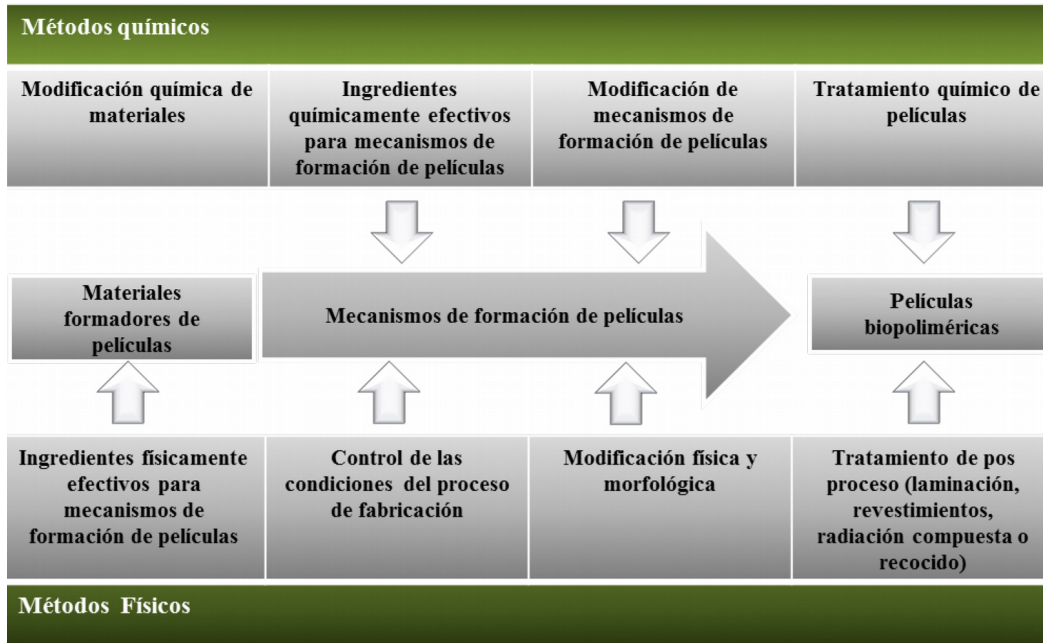 Métodos químicos
Modificación química de
materiales
Ingredientes
químicamente efectivos
para mecanismos de
formación de películas
Modificación de
mecanismos de
formación de películas
Tratamiento químico de
películas
Materiales
formadores de
películas
Mecanismos de formación de películas
Películas
biopoliméricas
Ingredientes físicamente
efectivos para
mecanismos de
formación de películas
Control de las
condiciones del proceso
de fabricación
Modificación física y
morfológica
Tratamiento de pos
proceso (laminación,
revestimientos,
radiación compuesta o
recocido)
Métodos Físicos